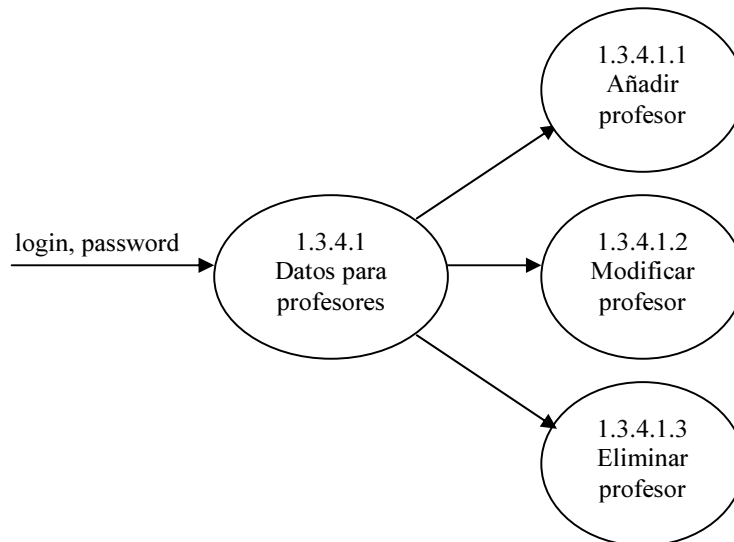 1.3.4.1.1
Añadir
profesor
login, password
1.3.4.1
Datos para
profesores
1.3.4.1.2
Modificar
profesor
1.3.4.1.3
Eliminar
profesor